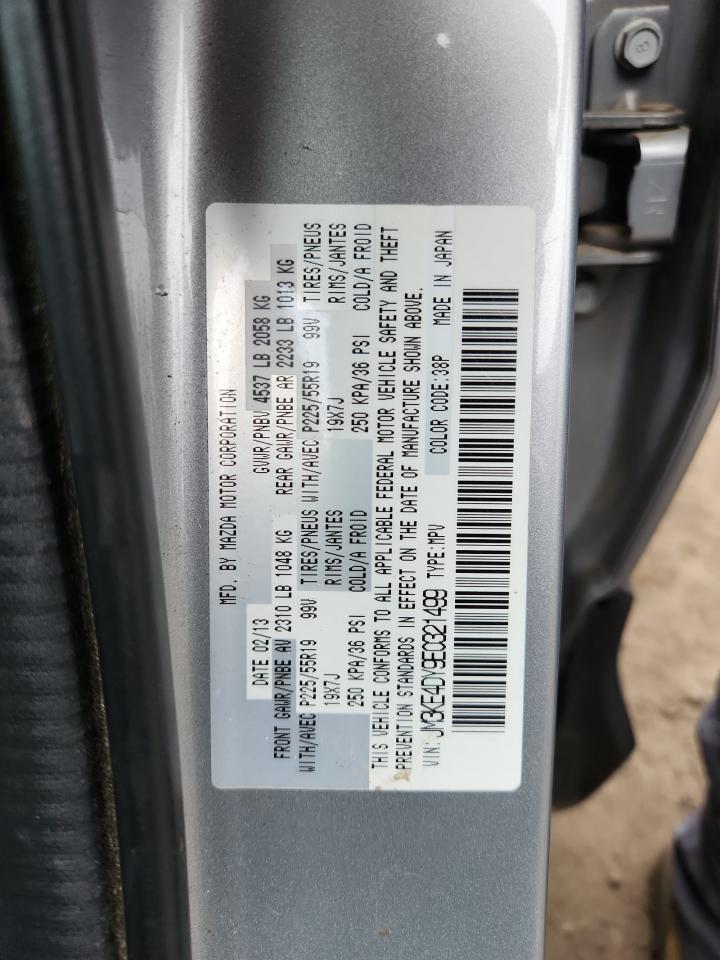 MFD. BY MAZDA MOTOR CORPORATION
DATE 02/13 GVWR/PNBV 4537 LB 2058 KG
FRONT GAWR/PNBE AV 2310 LB 1048 KG REAR GAWR/PNBE AR 2233 LB 1013 KG
WITH/AVEC P225/55R19 99V TIRES/PNEUS WITH/AVEC P225/55R19 99V TIRES/PNEUS
19X7J RIMS/JANTES 19X7J RIMS/JANTES
250 KPA/36 PSI COLD/A FROID 250 KPA/36 PSI COLD/A FROID
THIS VEHICLE CONFORMS TO ALL APPLICABLE FEDERAL MOTOR VEHICLE SAFETY AND THEFT
PREVENTION STANDARDS IN EFFECT ON THE DATE OF MANUFACTURE SHOWN ABOVE.
VIN: JM3KE4DY9E0321499 TYPE:MPV COLOR CODE:38P MADE IN JAPAN
8